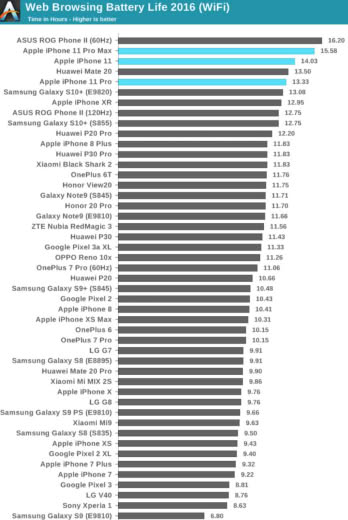 Web Browsing Battery Life 2016 (WiFi)
Time in Hours - Higher is better
ASUS ROG Phone II (60Hz) 16.20
Apple iPhone 11 Pro Max 15.58
Apple iPhone 11 14.03
Huawei Mate 20 13.50
Apple iPhone 11 Pro 13.33
Samsung Galaxy S10+ (E9820) 13.08
Apple iPhone XR 12.95
ASUS ROG Phone II (120Hz) 12.75
Samsung Galaxy S10+ (S855) 12.75
Huawei P20 Pro 12.20
Apple iPhone 8 Plus 11.83
Huawei P30 Pro 11.83
Xiaomi Black Shark 2 11.83
OnePlus 6T 11.76
Honor View20 11.75
Galaxy Note9 (S845) 11.71
Honor 20 Pro 11.70
Galaxy Note9 (E9810) 11.66
ZTE Nubia RedMagic 3 11.56
Huawei P30 11.43
Google Pixel 3a XL 11.33
OPPO Reno 10x 11.26
OnePlus 7 Pro (60Hz) 11.06
Huawei P20 10.66
Samsung Galaxy S9+ (S845) 10.48
Google Pixel 2 10.43
Apple iPhone 8 10.41
Apple iPhone XS Max 10.31
OnePlus 6 10.15
OnePlus 7 Pro 10.15
LG G7 9.91
Samsung Galaxy S8 (E8895) 9.91
Huawei Mate 20 Pro 9.90
Xiaomi Mi MIX 2S 9.86
Apple iPhone X 9.76
LG G8 9.76
Samsung Galaxy S9 PS (E9810) 9.66
Xiaomi Mi9 9.63
Samsung Galaxy S8 (S835) 9.50
Apple iPhone XS 9.43
Google Pixel 2 XL 9.40
Apple iPhone 7 Plus 9.32
Apple iPhone 7 9.22
Google Pixel 3 8.81
LG V40 8.76
Sony Xperia 1 8.63
Samsung Galaxy S9 (E9810) 6.80